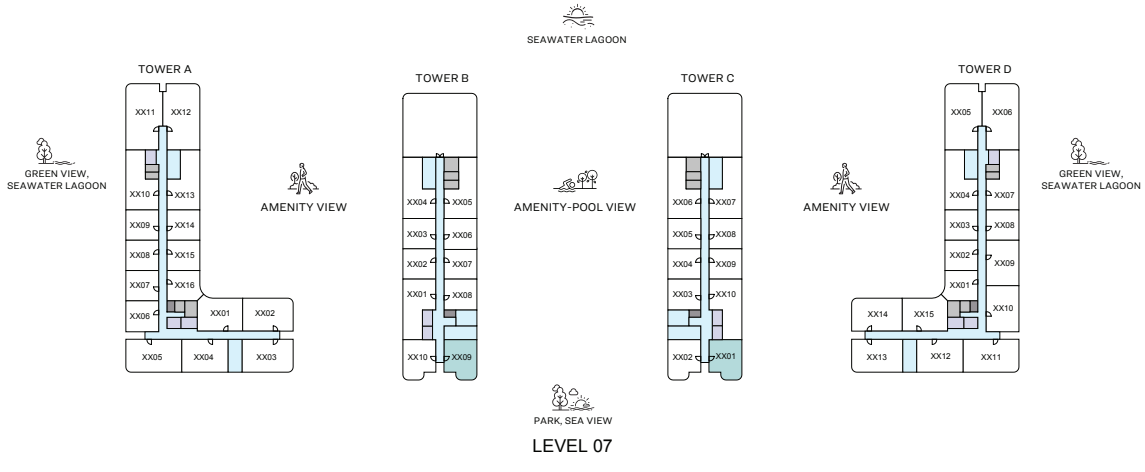 SEAWATER LAGOON
TOWER A
TOWER B
TOWER C
TOWER D
XX11 XX12
XX05 XX06
GREEN VIEW,
SEAWATER LAGOON
GREEN VIEW,
SEAWATER LAGOON
AMENITY VIEW
AMENITY-POOL VIEW
AMENITY VIEW
XX10 XX13
XX04 XX05
XX06 XX07
XX04 XX07
XX09 XX14
XX03 XX06
XX05 XX08
XX03 XX08
XX08 XX15
XX02 XX07
XX04 XX09
XX02 XX09
XX07 XX16
XX01 XX08
XX03 XX10
XX01 XX10
XX06 XX01 XX02
XX14 XX15
XX05 XX04 XX03
XX10 XX09
XX02 XX01
XX13 XX12 XX11
PARK, SEA VIEW
LEVEL 07